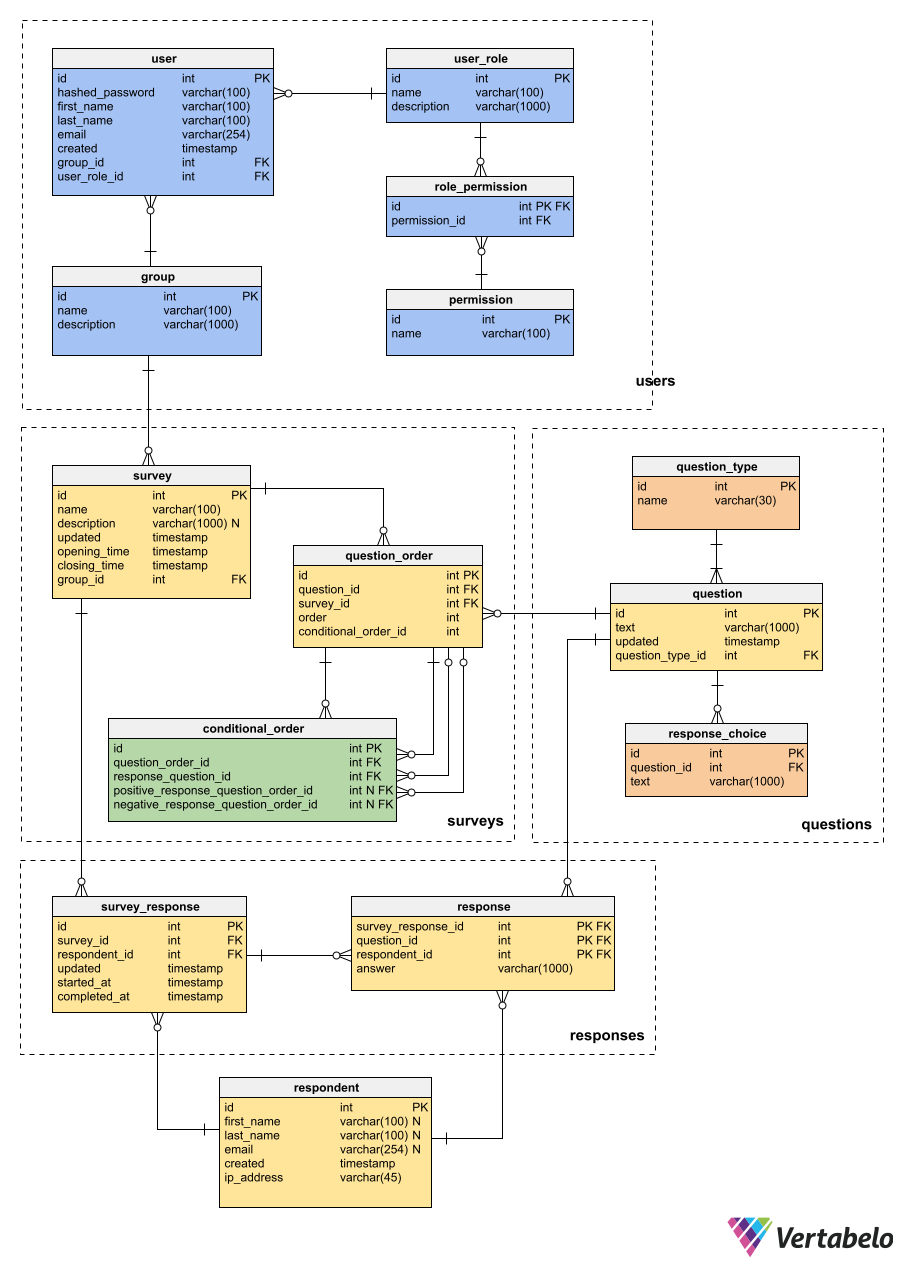 user
id int PK
hashed_password varchar(100)
first_name varchar(100)
last_name varchar(100)
email varchar(254)
created timestamp
group_id int FK
user_role_id int FK
user_role
id int PK
name varchar(100)
description varchar(1000)
role_permission
id int PK FK
permission_id int FK
group
id int PK
name varchar(100)
description varchar(1000)
permission
id int PK
name varchar(100)
users
survey
id int PK
name varchar(100)
description varchar(1000) N
updated timestamp
opening_time timestamp
closing_time timestamp
group_id int FK
question_order
id int PK
question_id int FK
survey_id int FK
order int
conditional_order_id int
conditional_order
id int PK
question_order_id int FK
response_question_id int FK
positive_response_question_order_id int N FK
negative_response_question_order_id int N FK
surveys
question_type
id int PK
name varchar(30)
question
id int PK
text varchar(1000)
updated timestamp
question_type_id int FK
response_choice
id int PK
question_id int FK
text varchar(1000)
questions
survey_response
id int PK
survey_id int FK
respondent_id int FK
updated timestamp
started_at timestamp
completed_at timestamp
response
survey_response_id int PK FK
question_id int PK FK
respondent_id int PK FK
answer varchar(1000)
responses
respondent
id int PK
first_name varchar(100) N
last_name varchar(100) N
email varchar(254) N
created timestamp
ip_address varchar(45)
Vertabelo